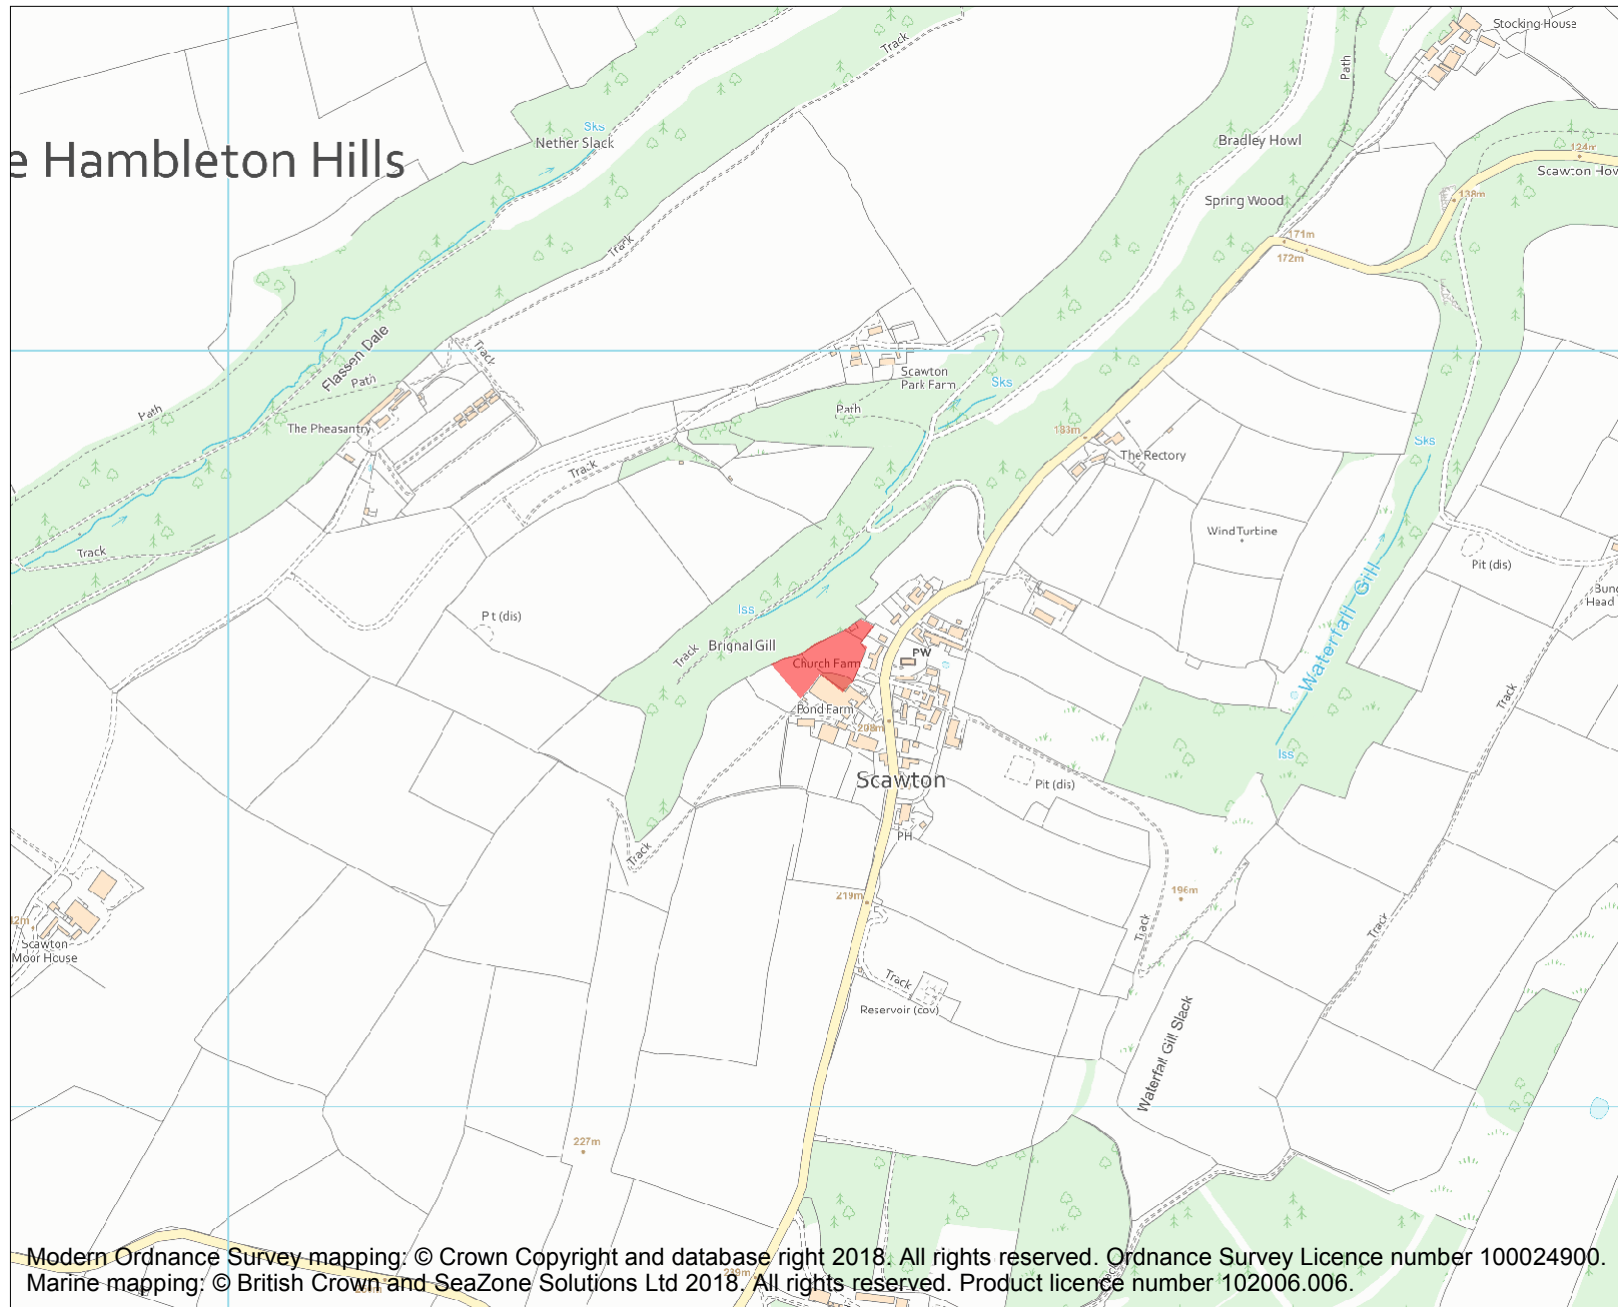 Stocking House
Track
Path
Sks
Nether Slack
e Hambleton Hills
Bradley Howl
124m
Scawton How
138m
Spring Wood
171m
172m
Track
Flassen Dale
Track
Path
Scawton
Park Farm
Sks
Path
Path
The Pheasantry
183m
The Rectory
Sks
Track
Wind Turbine
Track
Pit (dis)
Waterfall Gill
Iss
Pit (dis)
Head
Brignal Gill
Track
PW
Church Farm
Pond Farm
208m
Track
Iss
Scawton
Pit (dis)
PH
Track
219m
196m
12m
Track
Track
Scawton
Moor House
Track
Reservoir (cov)
Waterfall Gill Slack
227m
Modern Ordnance Survey mapping: © Crown Copyright and database right 2018. All rights reserved. Ordnance Survey Licence number 100024900.
239m
Marine mapping: © British Crown and SeaZone Solutions Ltd 2018. All rights reserved. Product licence number 102006.006.